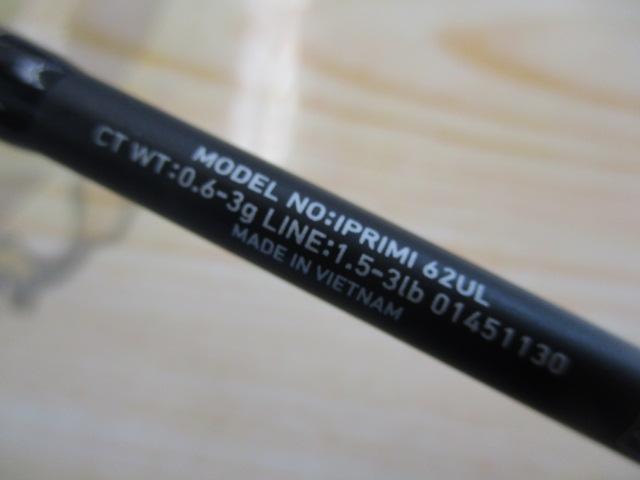 MODEL NO:IPRIMI 62UL
CT WT:0.6-3g LINE:1.5-3lb 01451130
MADE IN VIETNAM